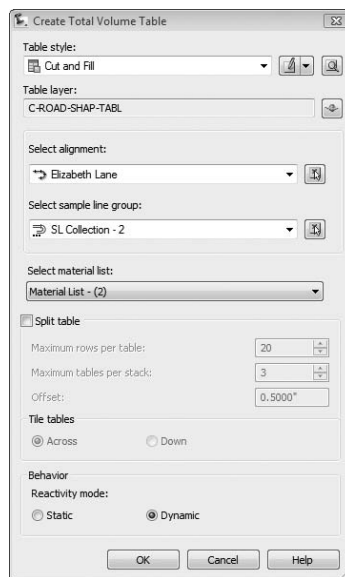 Create Total Volume Table
Table style:
Cut and Fill
Table layer:
C-ROAD-SHAP-TABL
Select alignment:
Elizabeth Lane
Select sample line group:
SL Collection - 2
Select material list:
Material List - (2)
Split table
Maximum rows per table: 20
Maximum tables per stack: 3
Offset: 0.5000"
Tile tables
Across Down
Behavior
Reactivity mode:
Static Dynamic
OK Cancel Help